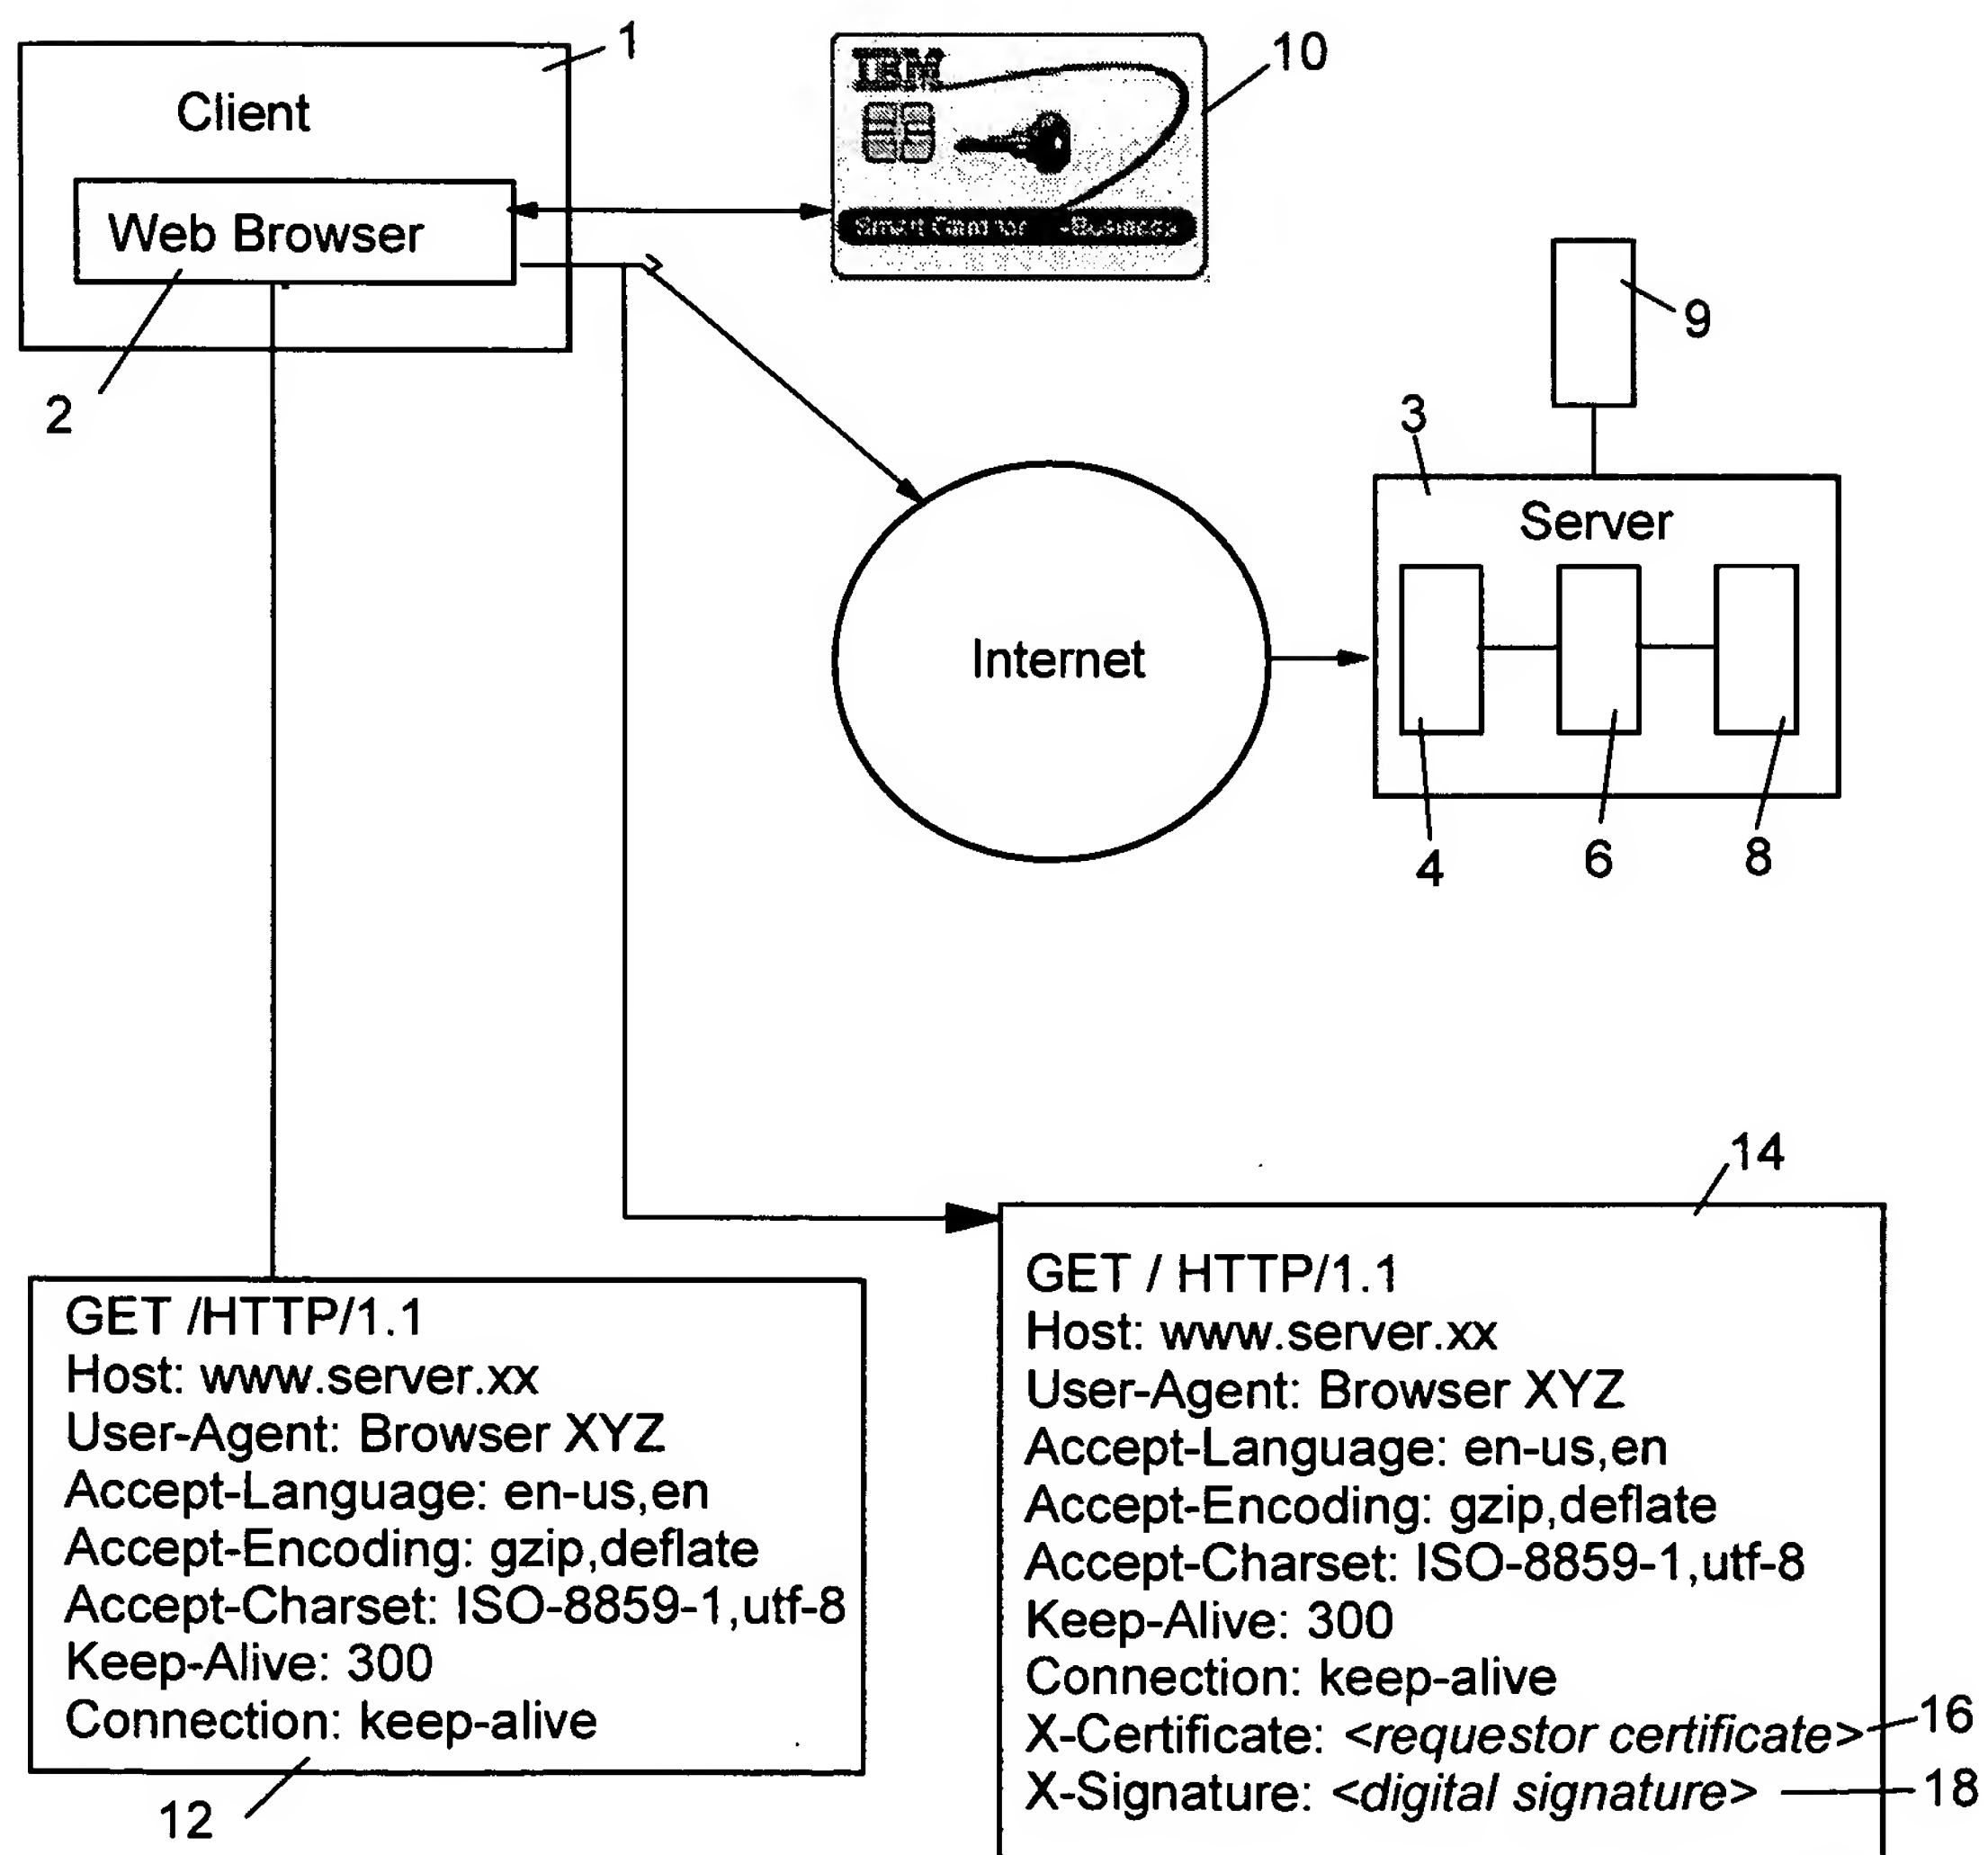 1
Client
Web Browser
2
IBM
10
9
3
Server
Internet
4
6
8
14
GET /HTTP/1.1
Host: www.server.xx
User-Agent: Browser XYZ
Accept-Language: en-us,en
Accept-Encoding: gzip,deflate
Accept-Charset: ISO-8859-1,utf-8
Keep-Alive: 300
Connection: keep-alive
12
GET / HTTP/1.1
Host: www.server.xx
User-Agent: Browser XYZ
Accept-Language: en-us,en
Accept-Encoding: gzip,deflate
Accept-Charset: ISO-8859-1,utf-8
Keep-Alive: 300
Connection: keep-alive
X-Certificate: <requestor certificate>
16
X-Signature: <digital signature>
18